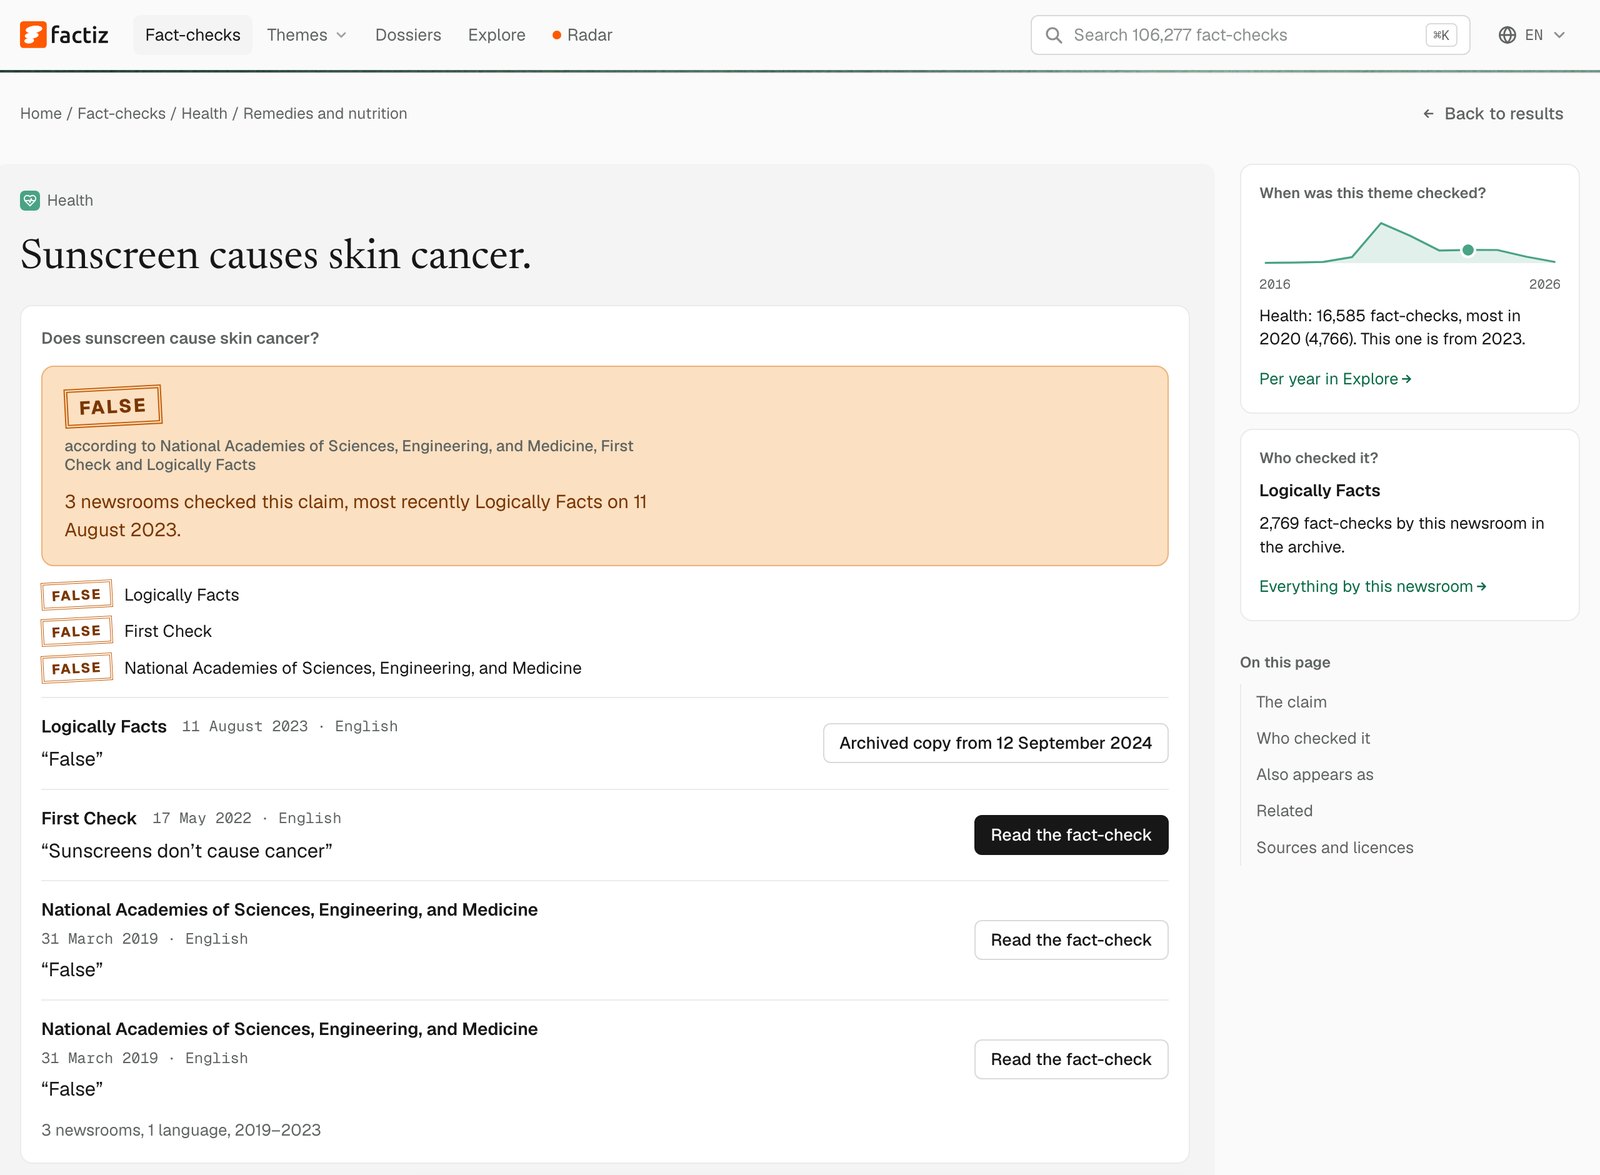 factiz
Fact-checks
Themes
Dossiers
Explore
Radar
Search 106,277 fact-checks
⌘K
EN
Home / Fact-checks / Health / Remedies and nutrition
← Back to results
Health
Sunscreen causes skin cancer.
Does sunscreen cause skin cancer?
FALSE
according to National Academies of Sciences, Engineering, and Medicine, First
Check and Logically Facts
3 newsrooms checked this claim, most recently Logically Facts on 11
August 2023.
FALSE Logically Facts
FALSE First Check
FALSE National Academies of Sciences, Engineering, and Medicine
Logically Facts 11 August 2023 · English
“False”
Archived copy from 12 September 2024
First Check 17 May 2022 · English
“Sunscreens don’t cause cancer”
Read the fact-check
National Academies of Sciences, Engineering, and Medicine
31 March 2019 · English
“False”
Read the fact-check
National Academies of Sciences, Engineering, and Medicine
31 March 2019 · English
“False”
Read the fact-check
3 newsrooms, 1 language, 2019–2023
When was this theme checked?
2016 2026
Health: 16,585 fact-checks, most in
2020 (4,766). This one is from 2023.
Per year in Explore →
Who checked it?
Logically Facts
2,769 fact-checks by this newsroom in
the archive.
Everything by this newsroom →
On this page
The claim
Who checked it
Also appears as
Related
Sources and licences